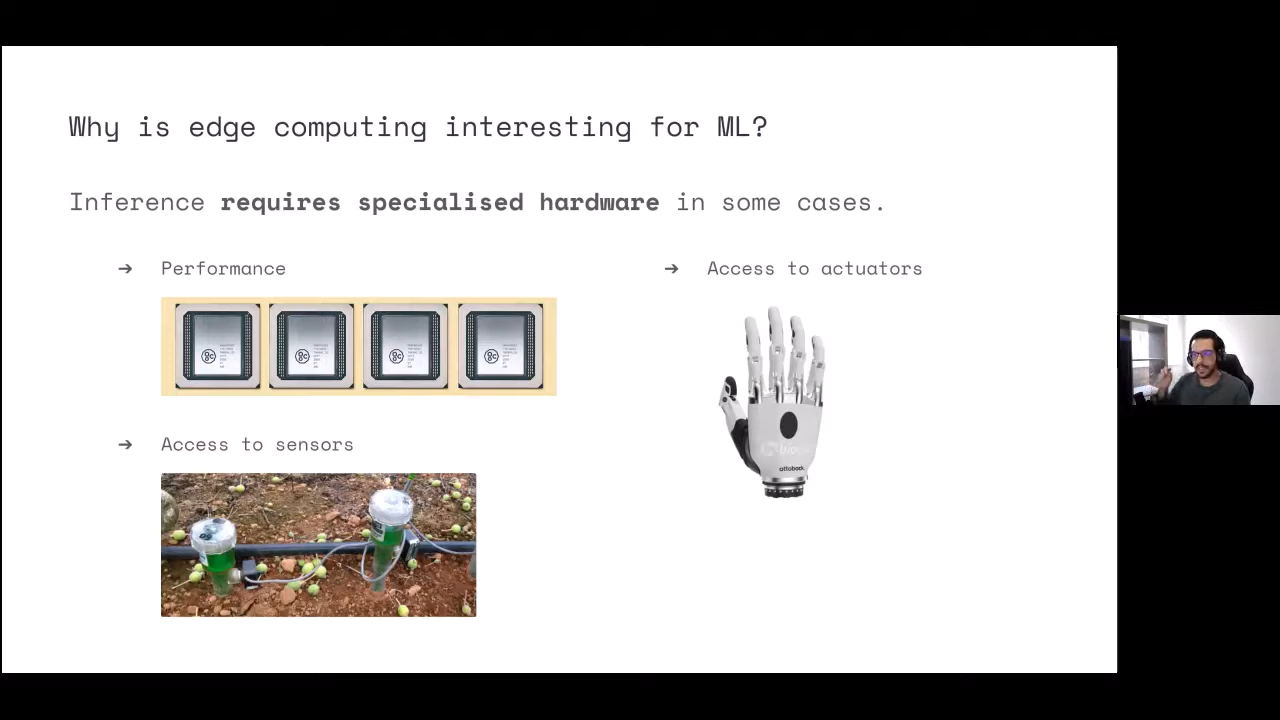 Why is edge computing interesting for ML?
Inference requires specialised hardware in some cases.
➔ Performance
➔ Access to sensors
➔ Access to actuators
ottobock.